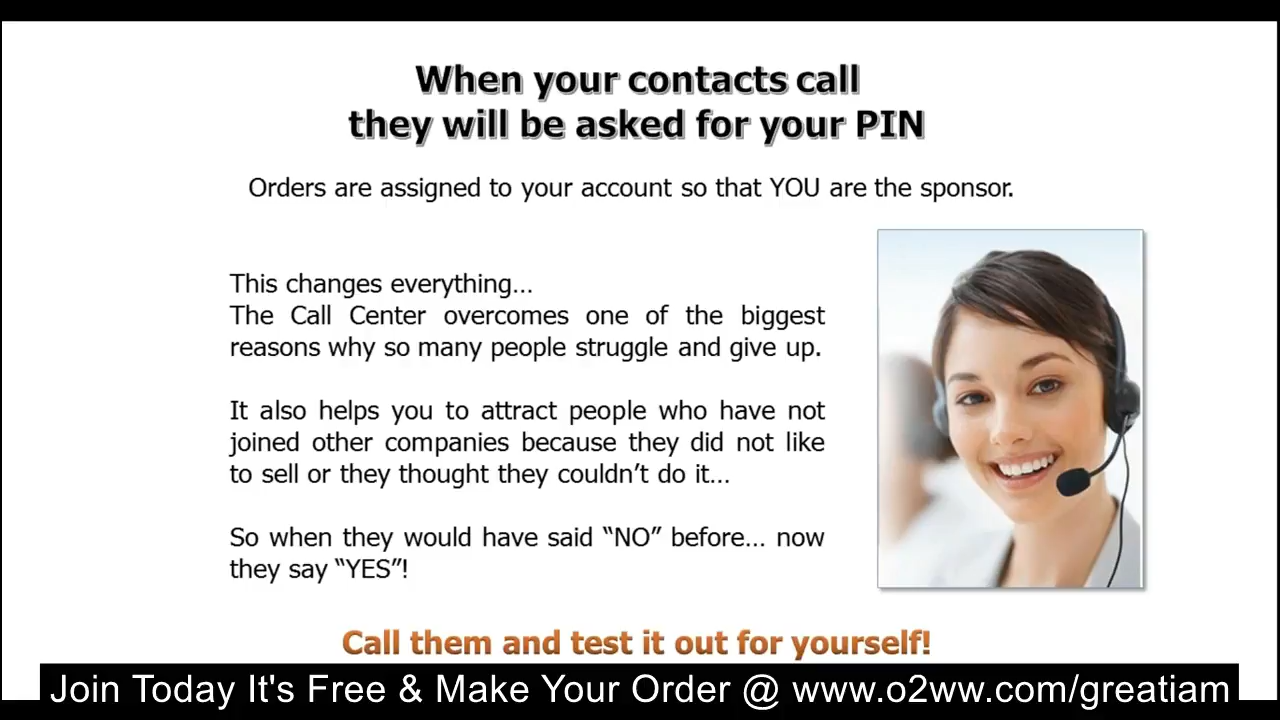 When your contacts call
they will be asked for your PIN
Orders are assigned to your account so that YOU are the sponsor.
This changes everything…
The Call Center overcomes one of the biggest
reasons why so many people struggle and give up.
It also helps you to attract people who have not
joined other companies because they did not like
to sell or they thought they couldn’t do it…
So when they would have said “NO” before… now
they say “YES”!
Call them and test it out for yourself!
Join Today It's Free & Make Your Order @ www.o2ww.com/greatiam